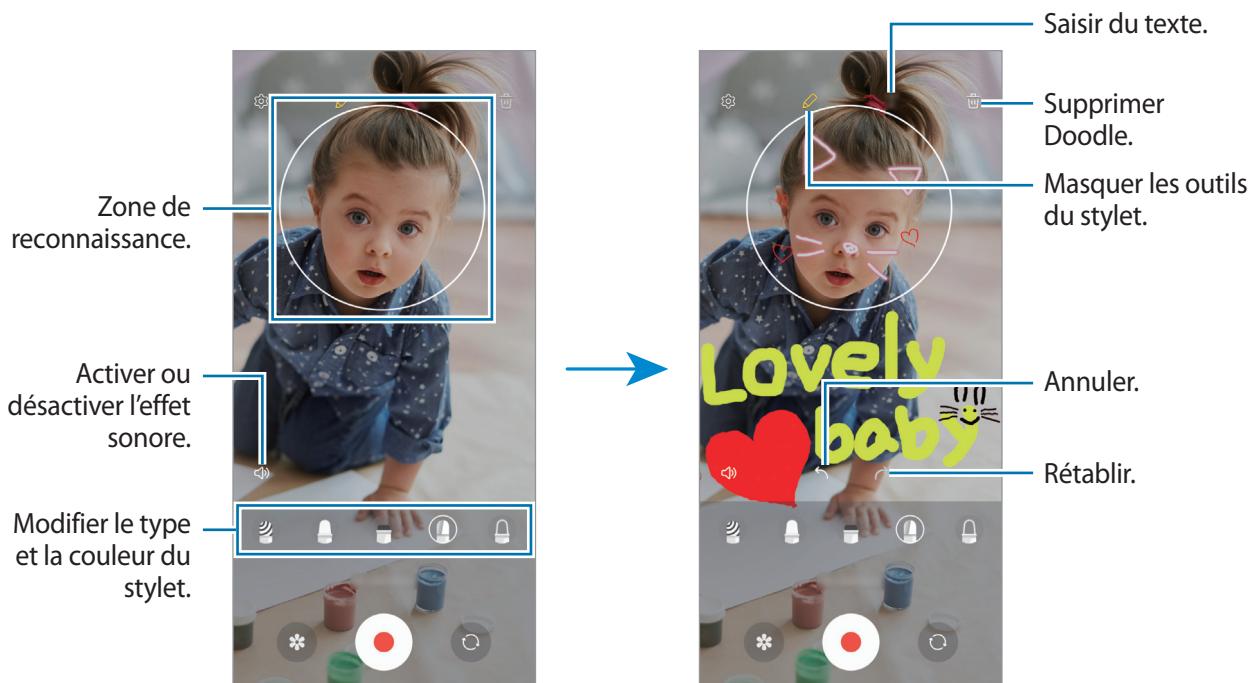 Zone de
reconnaissance.
Activer ou
désactiver l’effet
sonore.
Modifier le type
et la couleur du
stylet.
Saisir du texte.
Supprimer
Doodle.
Masquer les outils
du stylet.
Lovely
baby
Annuler.
Rétablir.